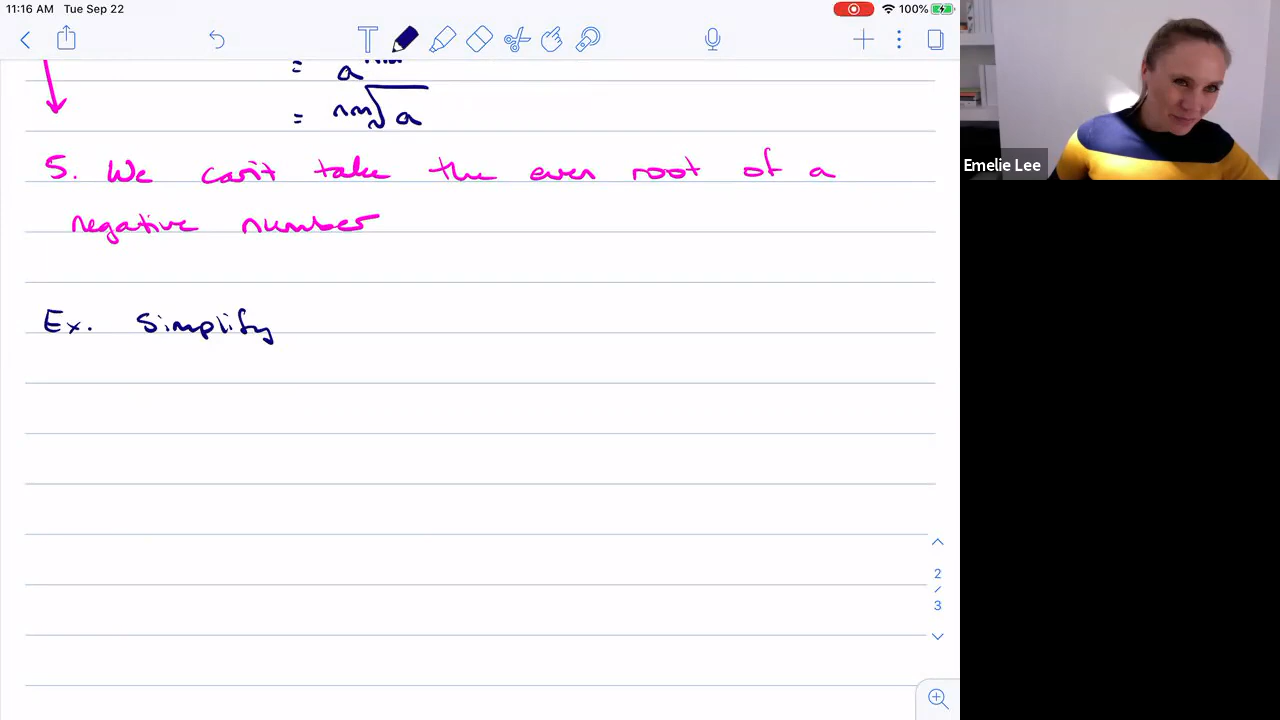 11:16 AM Tue Sep 22
100%
=
= ⁿᵐ√a
5. We can't take the even root of a
negative number
Ex. Simplify
Emelie Lee
2
/
3